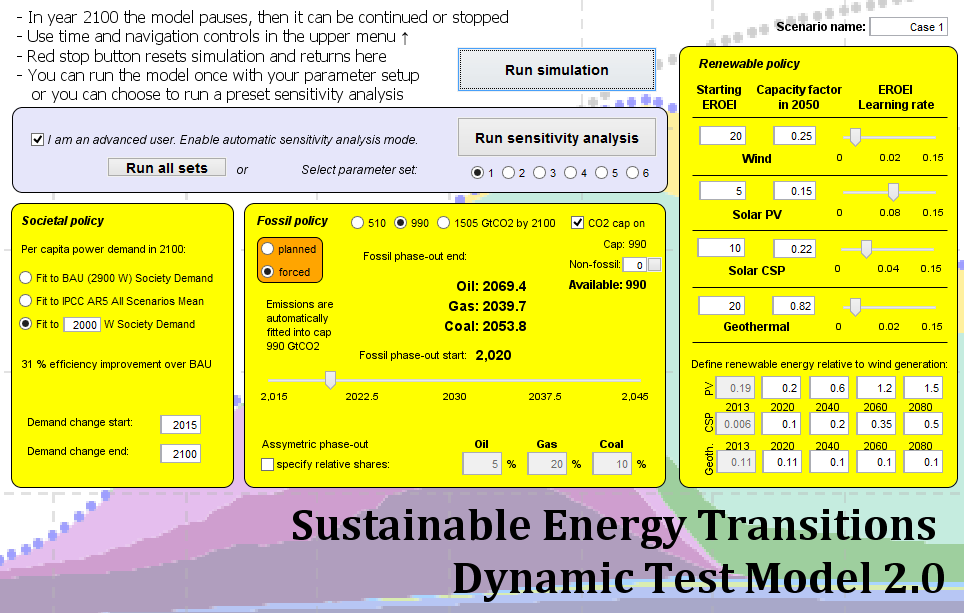 - In year 2100 the model pauses, then it can be continued or stopped
- Use time and navigation controls in the upper menu ↑
- Red stop button resets simulation and returns here
- You can run the model once with your parameter setup
or you can choose to run a preset sensitivity analysis
Run simulation
Scenario name: Case 1
I am an advanced user. Enable automatic sensitivity analysis mode.
Run sensitivity analysis
Run all sets or Select parameter set: 1 2 3 4 5 6
Societal policy
Per capita power demand in 2100:
Fit to BAU (2900 W) Society Demand
Fit to IPCC AR5 All Scenarios Mean
Fit to 2000 W Society Demand
31 % efficiency improvement over BAU
Demand change start: 2015
Demand change end: 2100
Fossil policy 510 990 1505 GtCO2 by 2100 CO2 cap on
planned
forced
Fossil phase-out end:
Cap: 990
Non-fossil: 0
Available: 990
Oil: 2069.4
Gas: 2039.7
Coal: 2053.8
Emissions are
automatically
fitted into cap
990 GtCO2
Fossil phase-out start: 2,020
2,015 2022.5 2030 2037.5 2,045
Assymetric phase-out Oil Gas Coal
specify relative shares: 5 % 20 % 10 %
Renewable policy
Starting EROEI
Capacity factor in 2050
EROEI Learning rate
20 0.25
Wind 0 0.02 0.15
5 0.15
Solar PV 0 0.08 0.15
10 0.22
Solar CSP 0 0.04 0.15
20 0.82
Geothermal 0 0.02 0.15
Define renewable energy relative to wind generation:
PV 0.19 0.2 0.6 1.2 1.5
2013 2020 2040 2060 2080
CSP 0.006 0.1 0.2 0.35 0.5
2013 2020 2040 2060 2080
Geoth. 0.11 0.11 0.1 0.1 0.1
Sustainable Energy Transitions
Dynamic Test Model 2.0